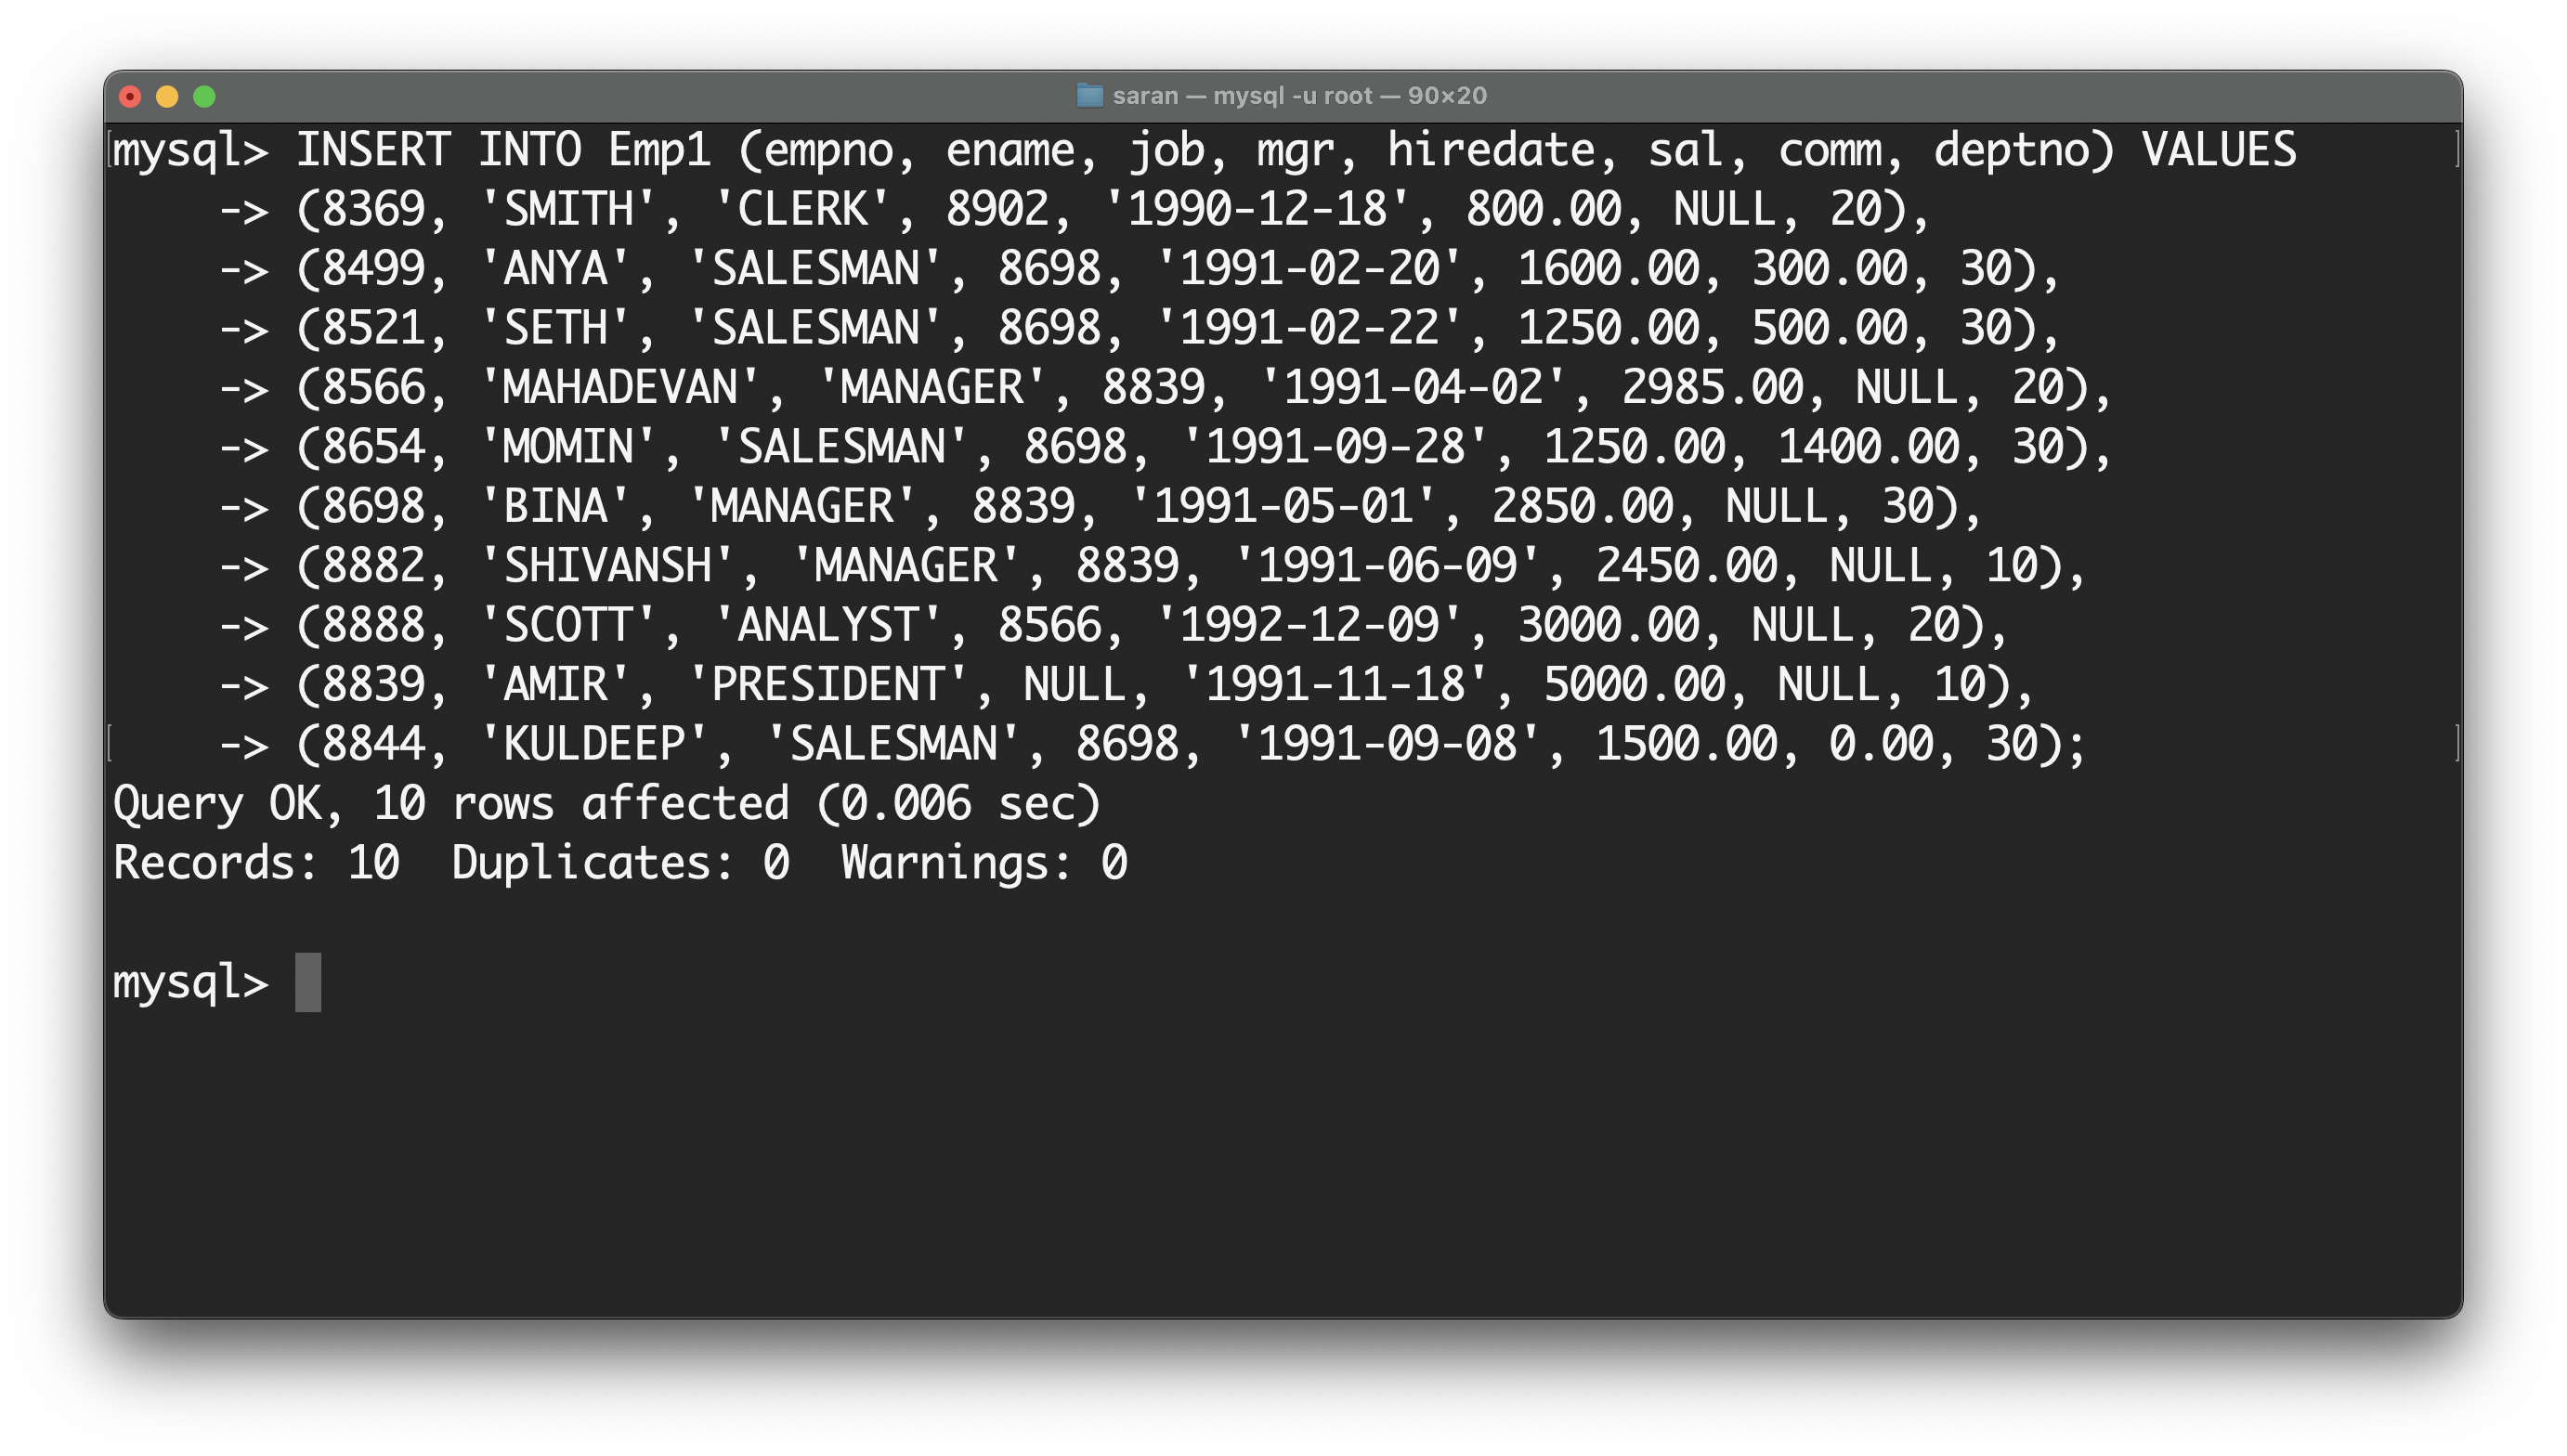 saran — mysql -u root — 90×20
mysql> INSERT INTO Emp1 (empno, ename, job, mgr, hiredate, sal, comm, deptno) VALUES
-> (8369, 'SMITH', 'CLERK', 8902, '1990-12-18', 800.00, NULL, 20),
-> (8499, 'ANYA', 'SALESMAN', 8698, '1991-02-20', 1600.00, 300.00, 30),
-> (8521, 'SETH', 'SALESMAN', 8698, '1991-02-22', 1250.00, 500.00, 30),
-> (8566, 'MAHADEVAN', 'MANAGER', 8839, '1991-04-02', 2985.00, NULL, 20),
-> (8654, 'MOMIN', 'SALESMAN', 8698, '1991-09-28', 1250.00, 1400.00, 30),
-> (8698, 'BINA', 'MANAGER', 8839, '1991-05-01', 2850.00, NULL, 30),
-> (8882, 'SHIVANSH', 'MANAGER', 8839, '1991-06-09', 2450.00, NULL, 10),
-> (8888, 'SCOTT', 'ANALYST', 8566, '1992-12-09', 3000.00, NULL, 20),
-> (8839, 'AMIR', 'PRESIDENT', NULL, '1991-11-18', 5000.00, NULL, 10),
-> (8844, 'KULDEEP', 'SALESMAN', 8698, '1991-09-08', 1500.00, 0.00, 30);
Query OK, 10 rows affected (0.006 sec)
Records: 10  Duplicates: 0  Warnings: 0
mysql>